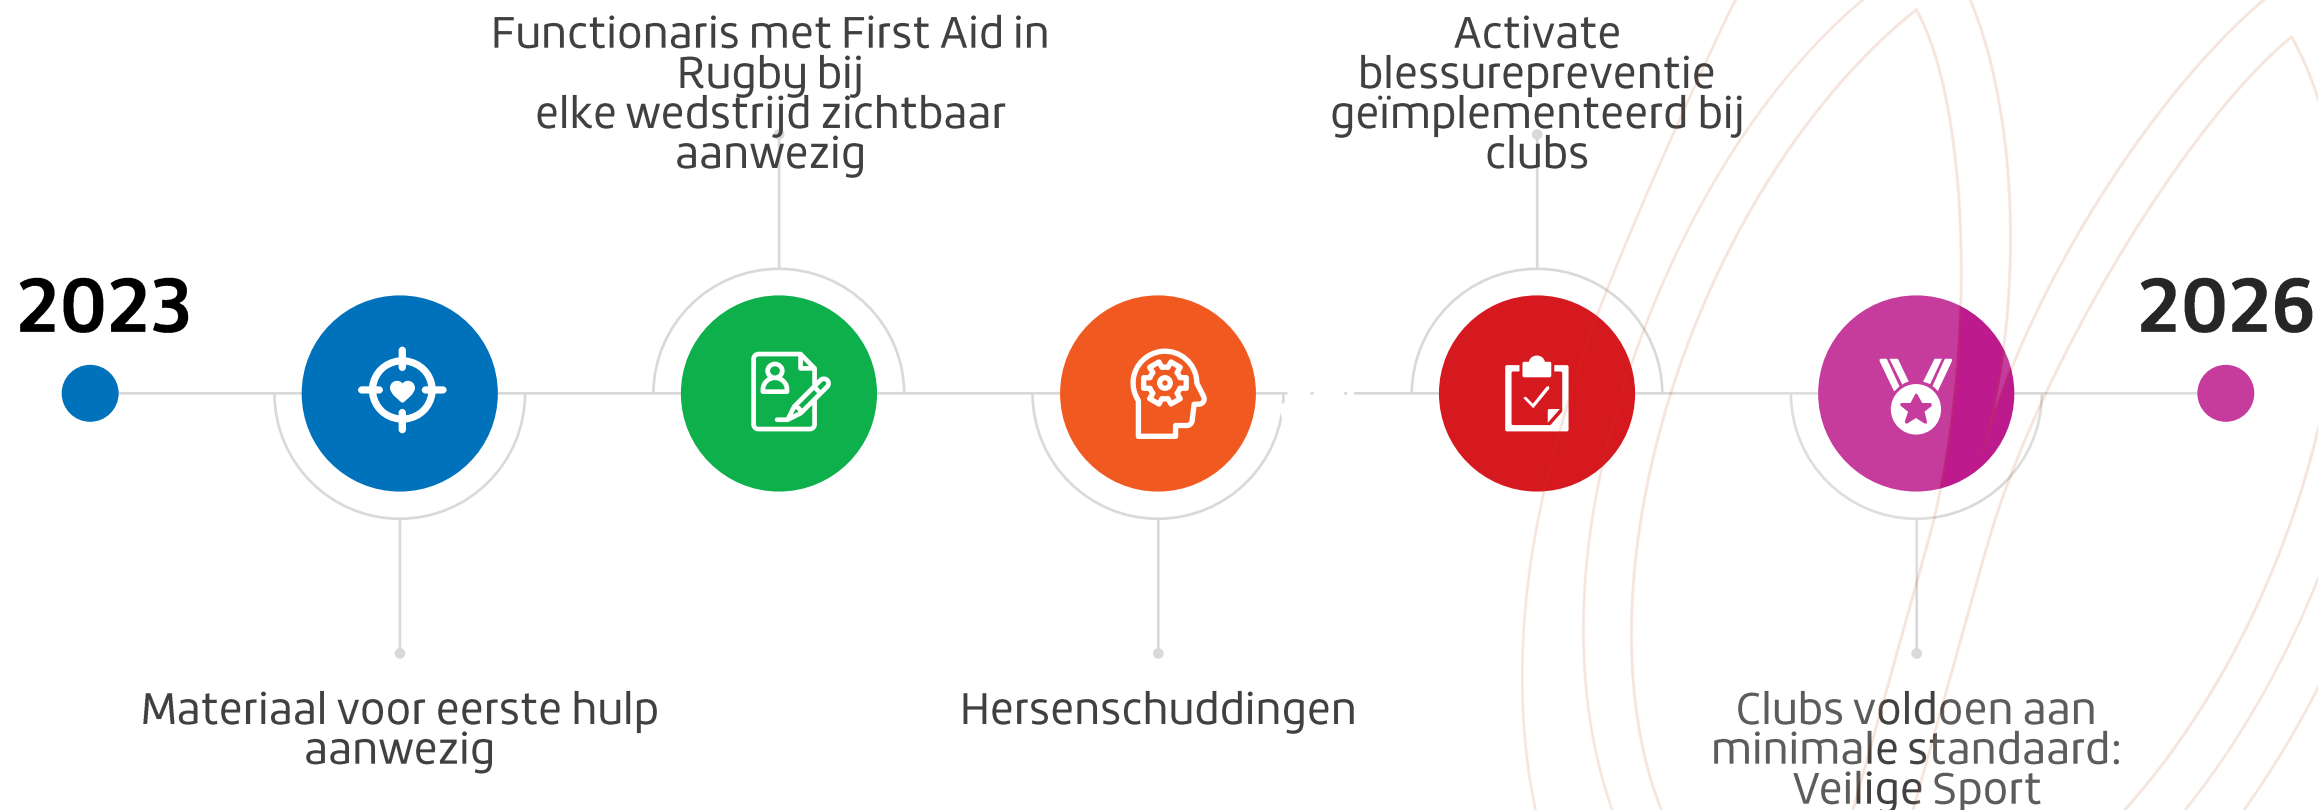 Functionaris met First Aid in
Rugby bij
elke wedstrijd zichtbaar
aanwezig
Activate
blessurepreventie
geïmplementeerd bij
clubs
2023
2026
Materiaal voor eerste hulp
aanwezig
Hersenschuddingen
Clubs voldoen aan
minimale standaard:
Veilige Sport